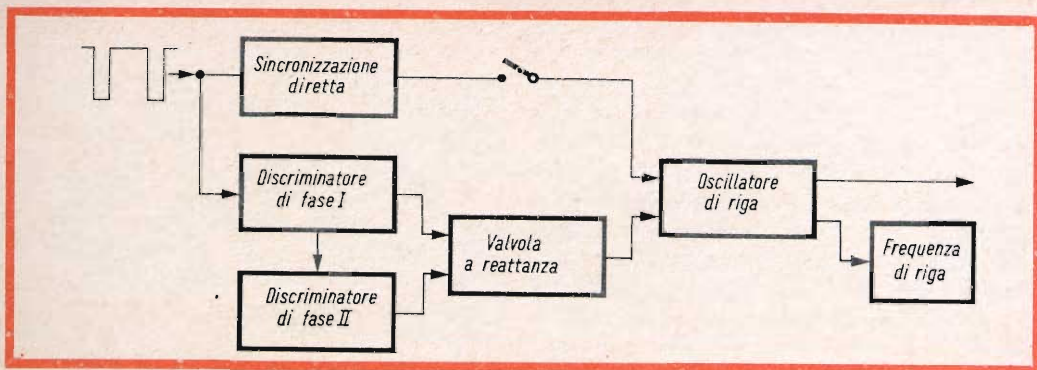 Sincronizzazione
diretta
Discriminatore
di fase I
Discriminatore
di fase II
Valvola
a reattanza
Oscillatore
di riga
Frequenza
di riga